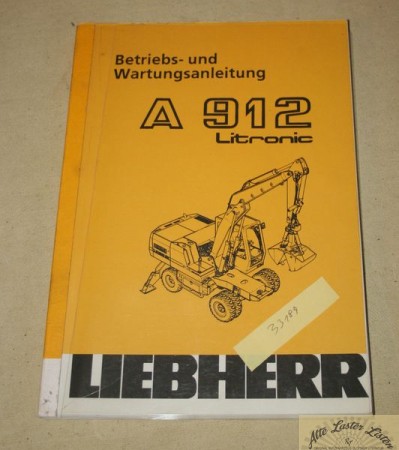 Betriebs- und
Wartungsanleitung
A 912
Litronic
33189
LIEBHERR
Alte Laster Listen